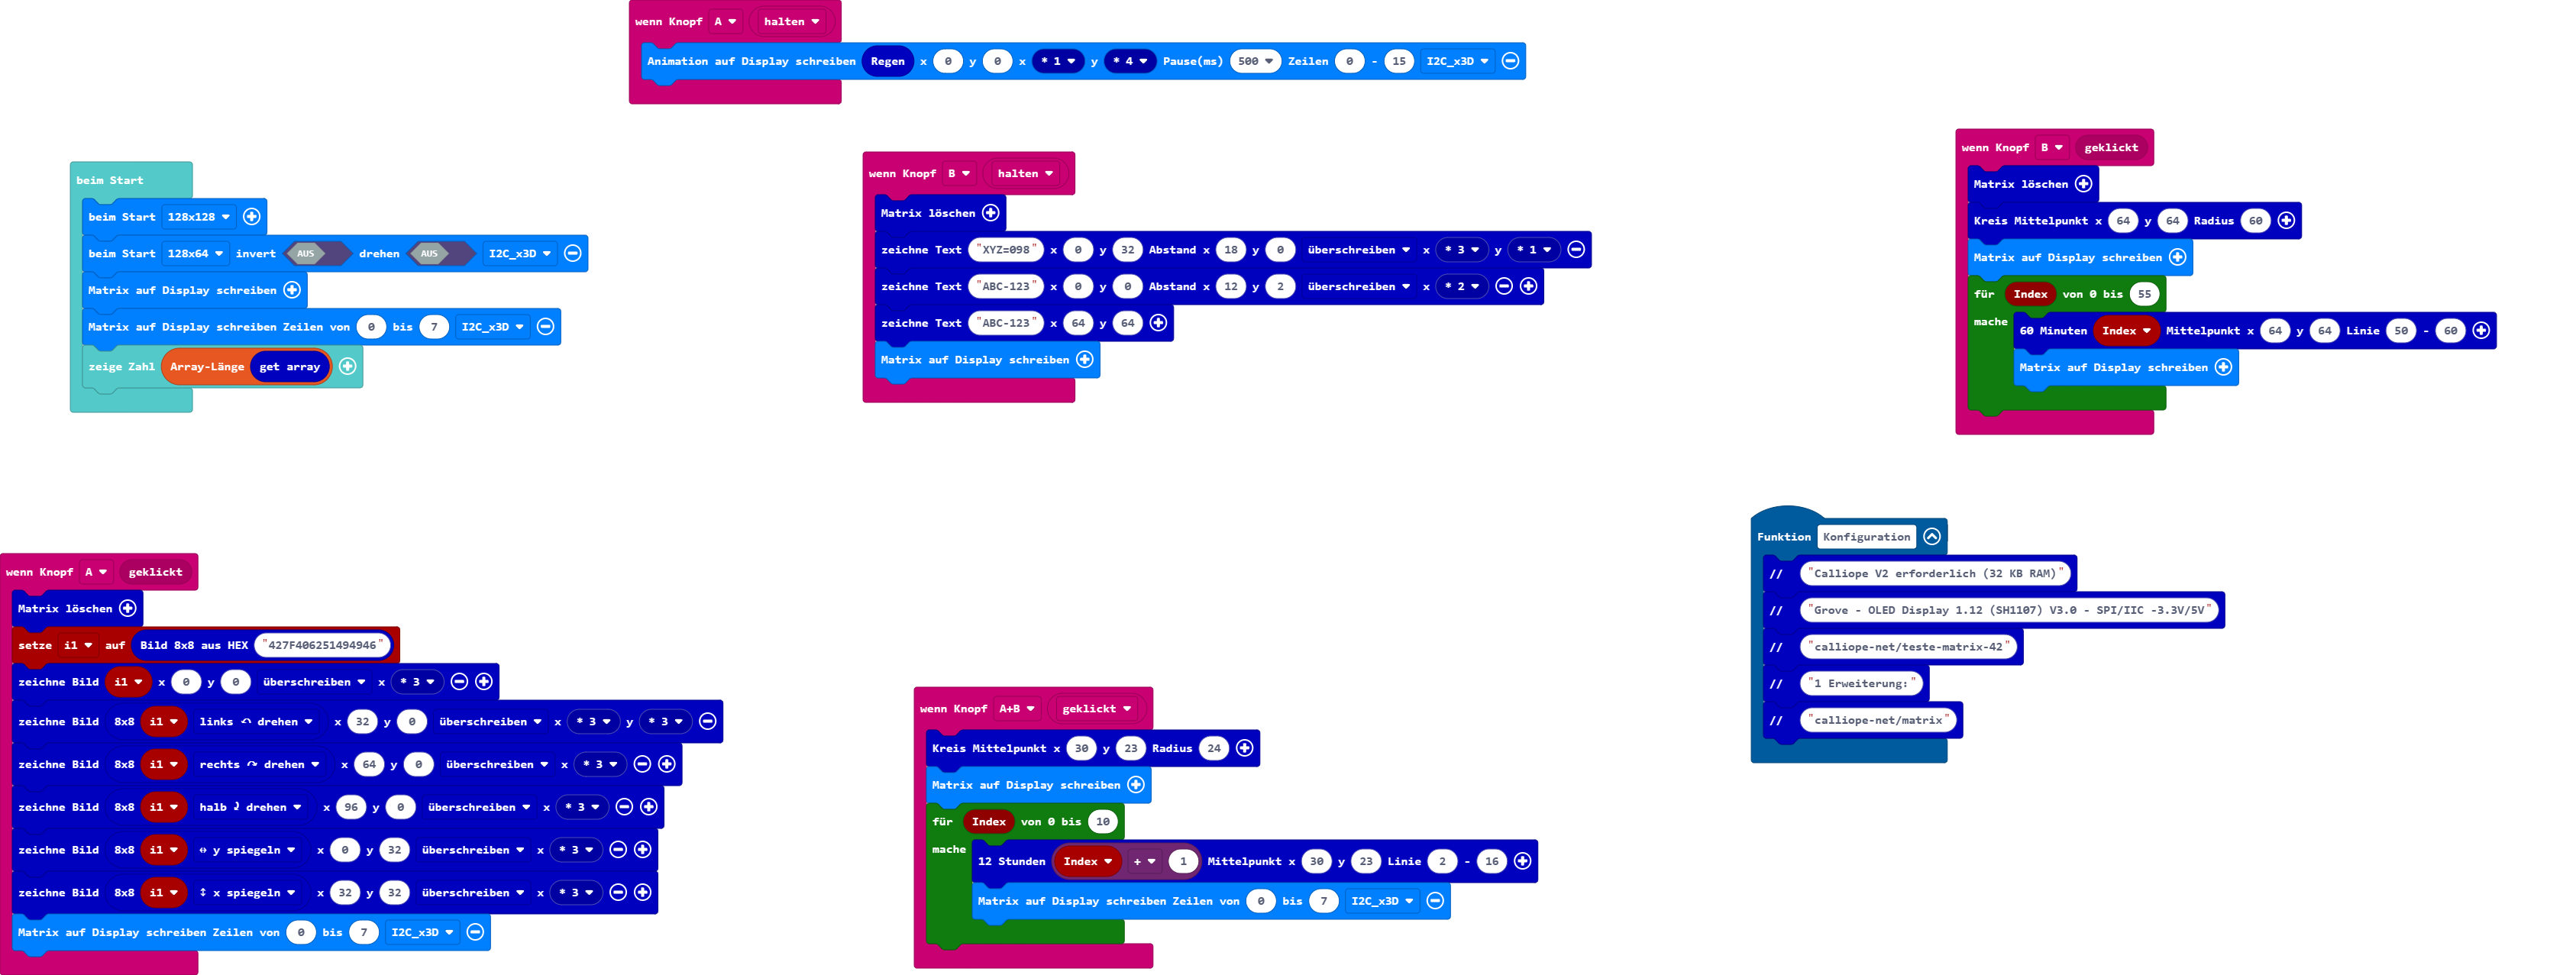 wenn Knopf A halten
Animation auf Display schreiben Regen x 0 y 0 x * 1 y * 4 Pause(ms) 500 Zeilen 0 - 15 I2C_x3D
beim Start
beim Start 128x128
beim Start 128x64 invert AUS drehen AUS I2C_x3D
Matrix auf Display schreiben
Matrix auf Display schreiben Zeilen von 0 bis 7 I2C_x3D
zeige Zahl Array-Länge get array
wenn Knopf B halten
Matrix löschen
zeichne Text "XYZ=098" x 0 y 32 Abstand x 18 y 0 überschreiben x * 3 y * 1
zeichne Text "ABC-123" x 0 y 0 Abstand x 12 y 2 überschreiben x * 2
zeichne Text "ABC-123" x 64 y 64
Matrix auf Display schreiben
wenn Knopf B geklickt
Matrix löschen
Kreis Mittelpunkt x 64 y 64 Radius 60
Matrix auf Display schreiben
für Index von 0 bis 55
mache
60 Minuten Index Mittelpunkt x 64 y 64 Linie 50 - 60
Matrix auf Display schreiben
Funktion Konfiguration
// "Calliope V2 erforderlich (32 KB RAM)"
// "Grove - OLED Display 1.12 (SH1107) V3.0 - SPI/IIC -3.3V/5V"
// "calliope-net/teste-matrix-42"
// "1 Erweiterung:"
// "calliope-net/matrix"
wenn Knopf A geklickt
Matrix löschen
setze i1 auf Bild 8x8 aus HEX "427F406251494946"
zeichne Bild i1 x 0 y 0 überschreiben x * 3
zeichne Bild 8x8 i1 links ↶ drehen x 32 y 0 überschreiben x * 3 y * 3
zeichne Bild 8x8 i1 rechts ↷ drehen x 64 y 0 überschreiben x * 3
zeichne Bild 8x8 i1 halb ⤸ drehen x 96 y 0 überschreiben x * 3
zeichne Bild 8x8 i1 ⇔ y spiegeln x 0 y 32 überschreiben x * 3
zeichne Bild 8x8 i1 ⇕ x spiegeln x 32 y 32 überschreiben x * 3
Matrix auf Display schreiben Zeilen von 0 bis 7 I2C_x3D
wenn Knopf A+B geklickt
Kreis Mittelpunkt x 30 y 23 Radius 24
Matrix auf Display schreiben
für Index von 0 bis 10
mache
12 Stunden Index + 1 Mittelpunkt x 30 y 23 Linie 2 - 16
Matrix auf Display schreiben Zeilen von 0 bis 7 I2C_x3D